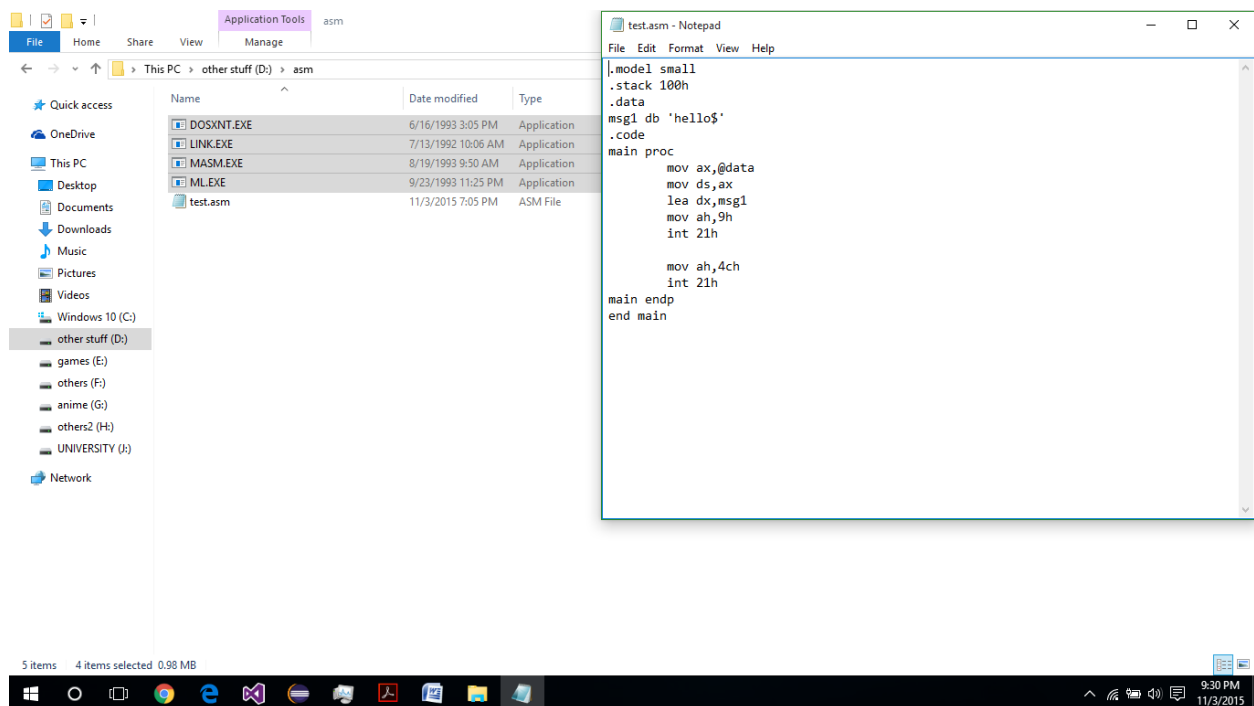 Application Tools asm
File Home Share View Manage
This PC › other stuff (D:) › asm
Name Date modified Type
Quick access
OneDrive
This PC
Desktop
Documents
Downloads
Music
Pictures
Videos
Windows 10 (C:)
other stuff (D:)
games (E:)
others (F:)
anime (G:)
others2 (H:)
UNIVERSITY (J:)
Network
DOSXNT.EXE 6/16/1993 3:05 PM Application
LINK.EXE 7/13/1992 10:06 AM Application
MASM.EXE 8/19/1993 9:50 AM Application
ML.EXE 9/23/1993 11:25 PM Application
test.asm 11/3/2015 7:05 PM ASM File
5 items 4 items selected 0.98 MB
test.asm - Notepad
File Edit Format View Help
.model small
.stack 100h
.data
msg1 db 'hello$'
.code
main proc
mov ax,@data
mov ds,ax
lea dx,msg1
mov ah,9h
int 21h
mov ah,4ch
int 21h
main endp
end main
9:30 PM
11/3/2015